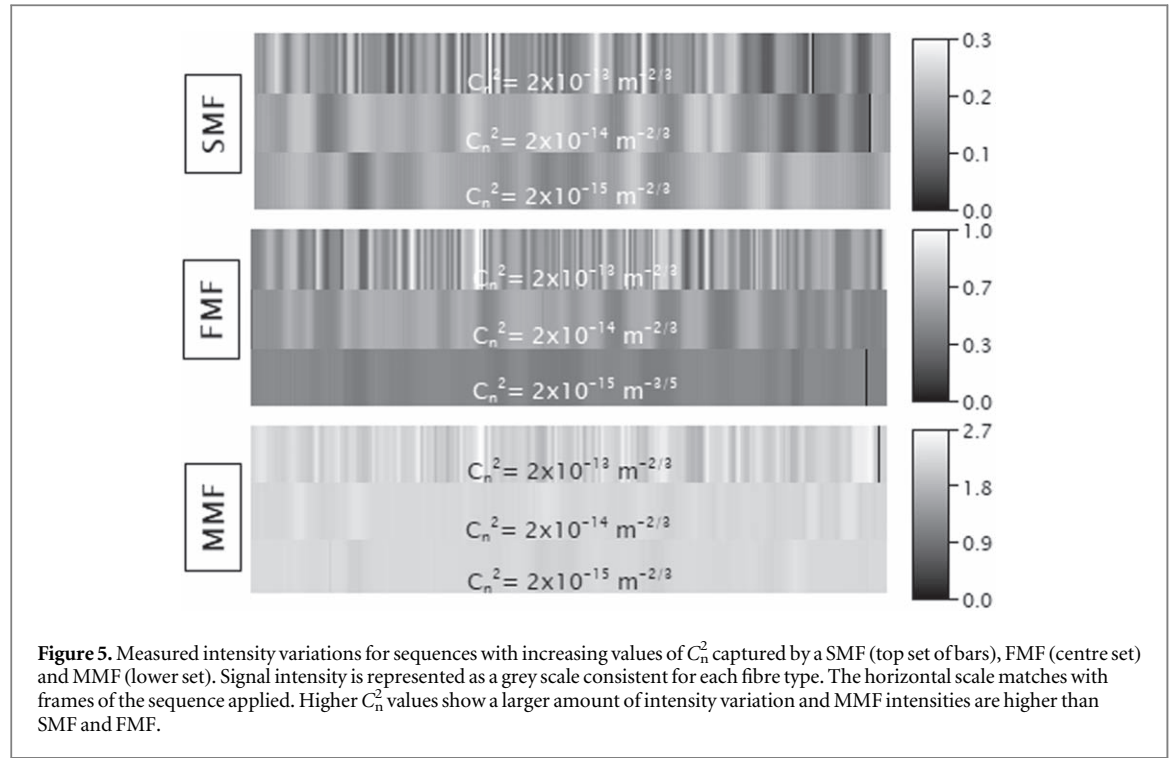 SMF
Cₙ² = 2x10⁻¹³ m⁻²/³
Cₙ² = 2x10⁻¹⁴ m⁻²/³
Cₙ² = 2x10⁻¹⁵ m⁻²/³
0.3
0.2
0.1
0.0
FMF
Cₙ² = 2x10⁻¹³ m⁻²/³
Cₙ² = 2x10⁻¹⁴ m⁻²/³
Cₙ² = 2x10⁻¹⁵ m⁻³/⁵
1.0
0.7
0.3
0.0
MMF
Cₙ² = 2x10⁻¹³ m⁻²/³
Cₙ² = 2x10⁻¹⁴ m⁻²/³
Cₙ² = 2x10⁻¹⁵ m⁻²/³
2.7
1.8
0.9
0.0
Figure 5. Measured intensity variations for sequences with increasing values of Cₙ² captured by a SMF (top set of bars), FMF (centre set)
and MMF (lower set). Signal intensity is represented as a grey scale consistent for each fibre type. The horizontal scale matches with
frames of the sequence applied. Higher Cₙ² values show a larger amount of intensity variation and MMF intensities are higher than
SMF and FMF.